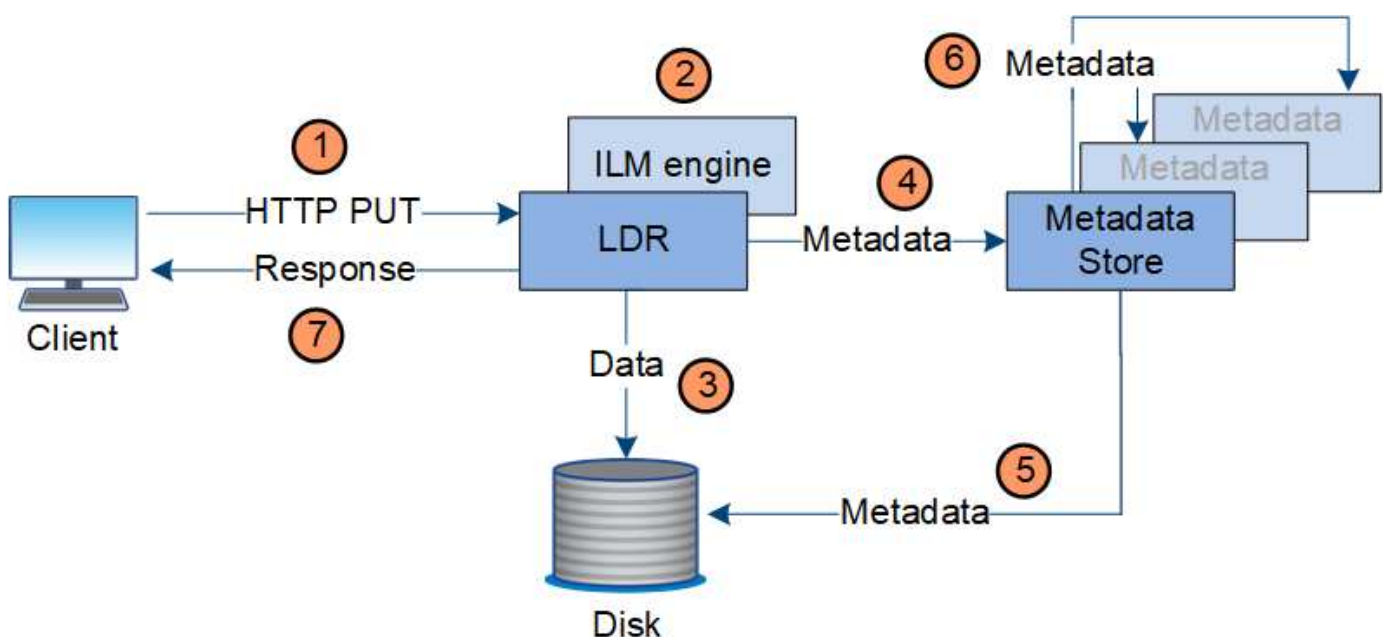 6
Metadata
2
Metadata
1
Metadata
ILM engine
4
HTTP PUT
LDR
Metadata
Metadata
Store
Response
7
Client
Data
3
5
Metadata
Disk